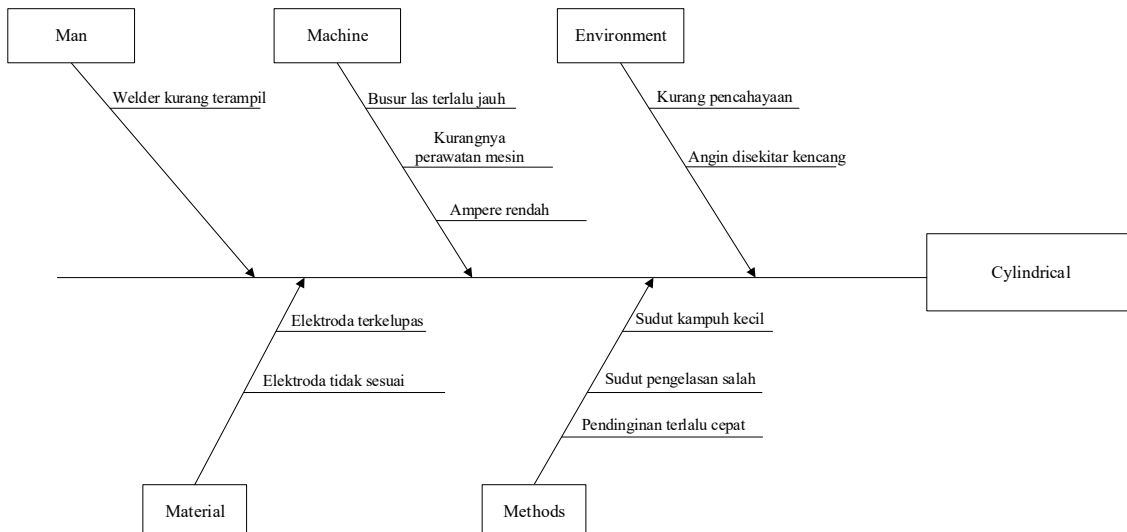 Man
Machine
Environment
Welder kurang terampil
Busur las terlalu jauh
Kurangnya
perawatan mesin
Ampere rendah
Kurang pencahayaan
Angin disekitar kencang
Cylindrical
Elektroda terkelupas
Elektroda tidak sesuai
Sudut kampuh kecil
Sudut pengelasan salah
Pendinginan terlalu cepat
Material
Methods